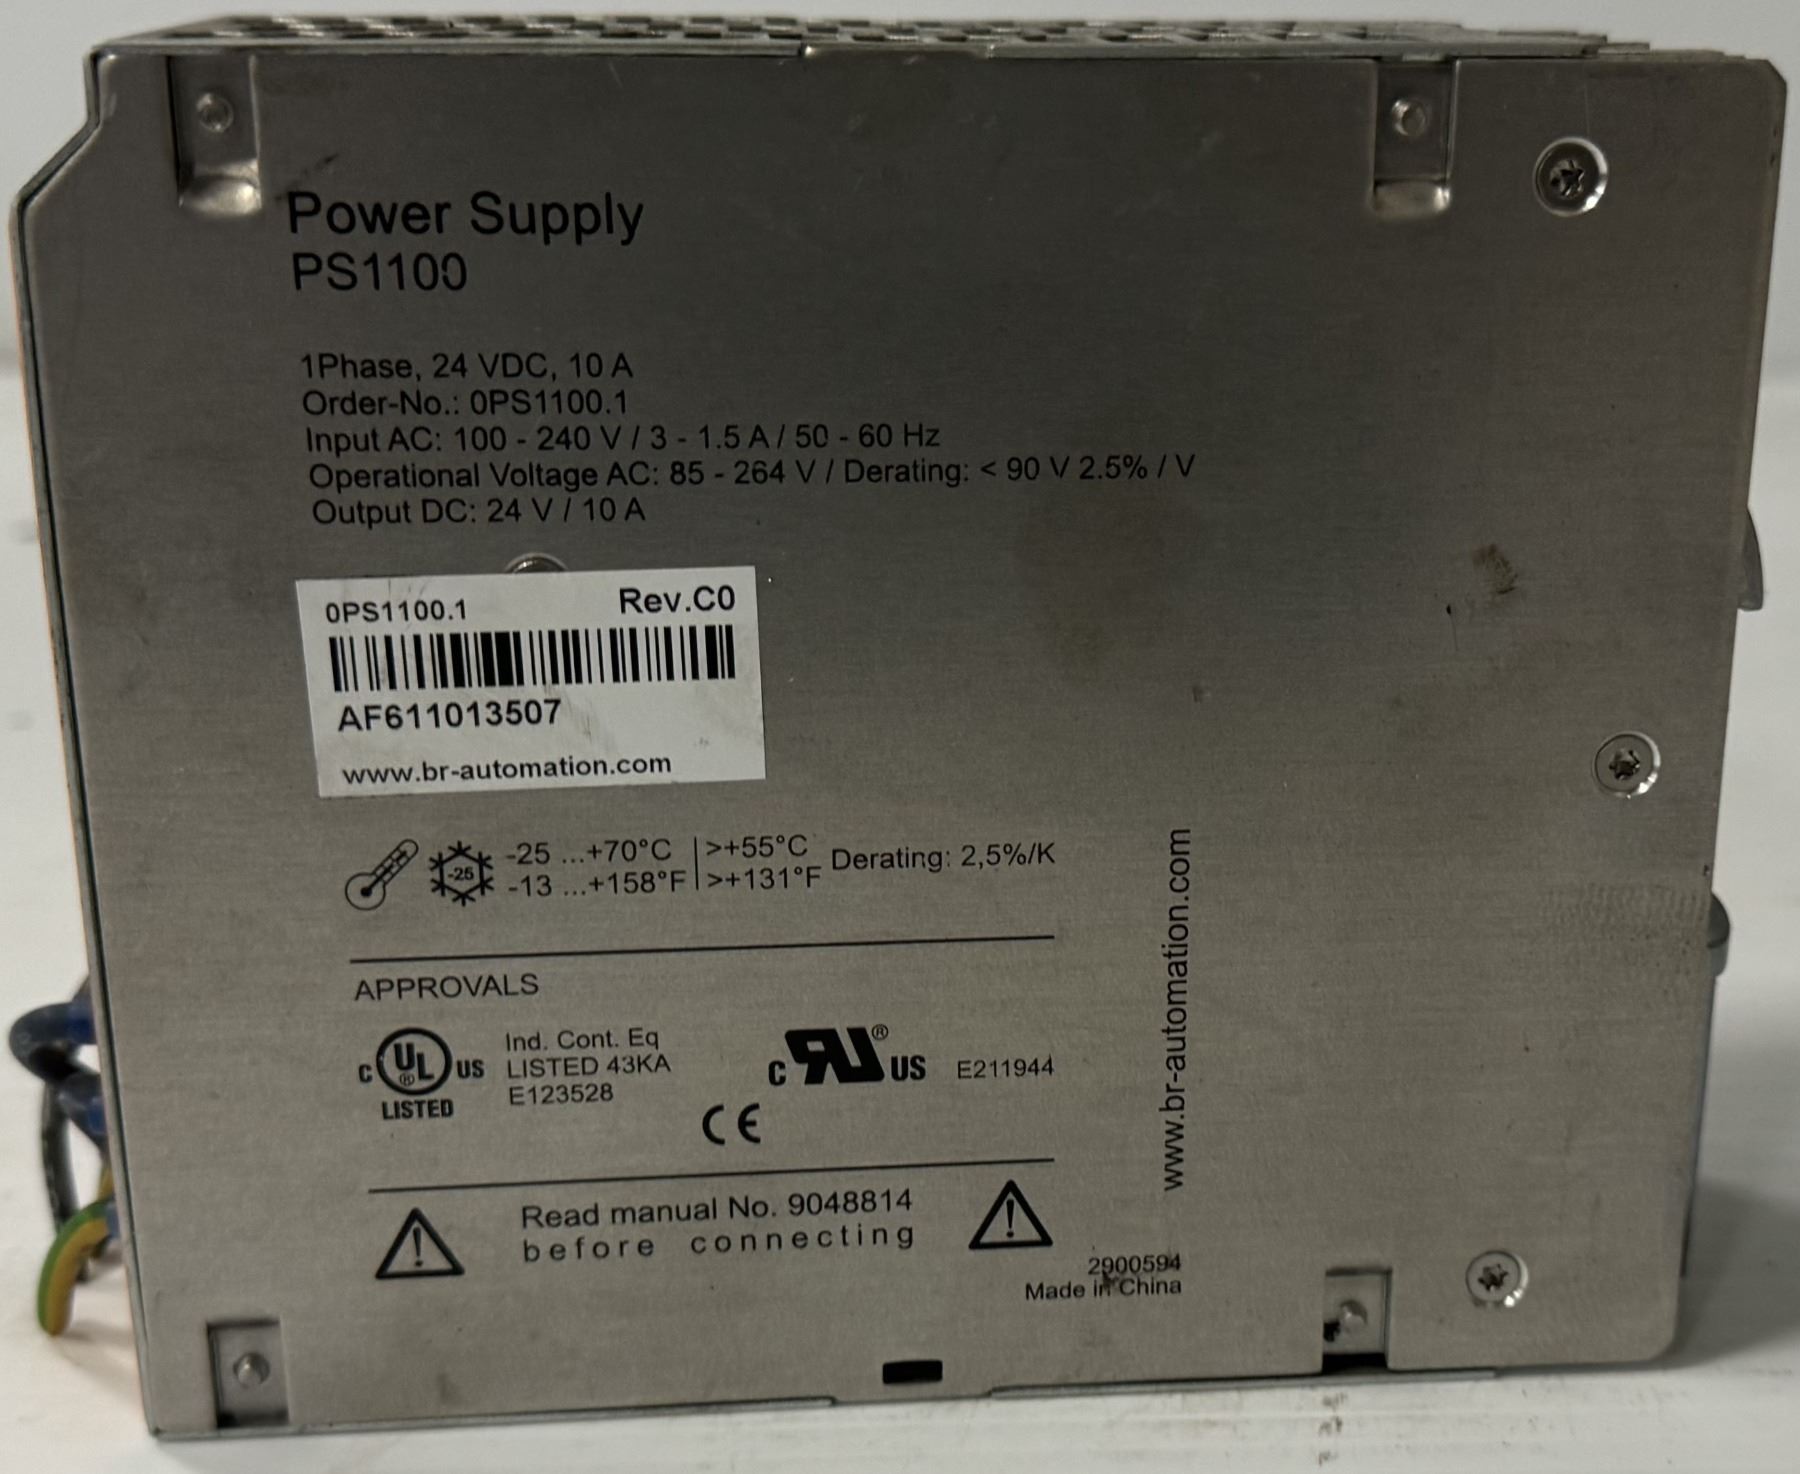 Power Supply
PS1100
1Phase, 24 VDC, 10 A
Order-No.: 0PS1100.1
Input AC: 100 - 240 V / 3 - 1.5 A / 50 - 60 Hz
Operational Voltage AC: 85 - 264 V / Derating: < 90 V 2.5% / V
Output DC: 24 V / 10 A
0PS1100.1 Rev.C0
AF611013507
www.br-automation.com
-25 -25 ...+70°C >+55°C Derating: 2,5%/K
-13 ...+158°F >+131°F
APPROVALS
C UL ® US LISTED
Ind. Cont. Eq
LISTED 43KA
E123528
C RU ® US E211944
CE
Read manual No. 9048814
before connecting
! !
2900594
Made in China
www.br-automation.com